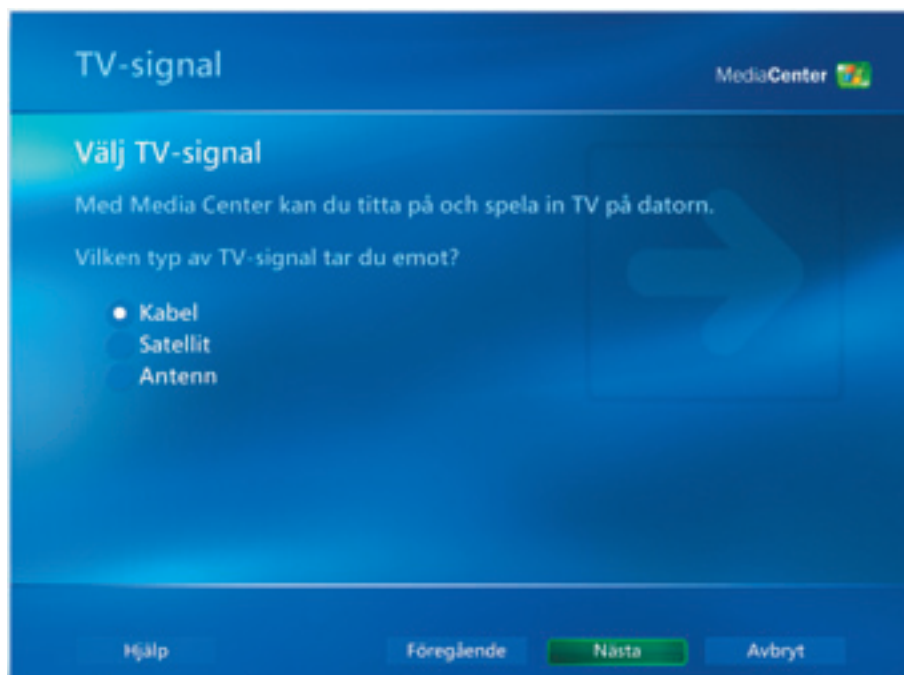 TV-signal
MediaCenter
Välj TV-signal
Med Media Center kan du titta på och spela in TV på datorn.
Vilken typ av TV-signal tar du emot?
Kabel
Satellit
Antenn
Hjälp
Föregående
Nästa
Avbryt